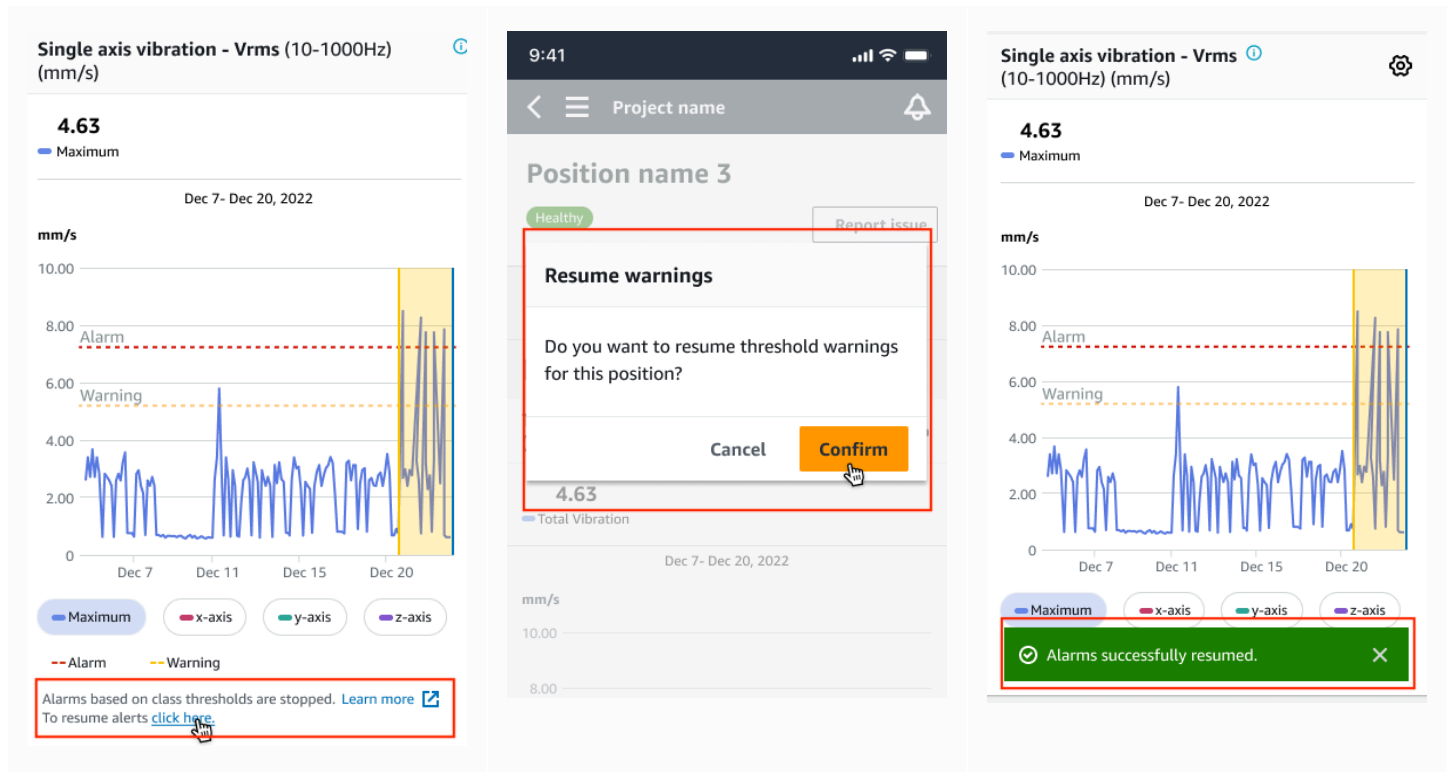 Single axis vibration - Vrms (10-1000Hz)
(mm/s)
4.63
Maximum
Dec 7- Dec 20, 2022
mm/s
10.00
8.00
Alarm
6.00
Warning
4.00
2.00
0
Dec 7 Dec 11 Dec 15 Dec 20
Maximum x-axis y-axis z-axis
Alarm Warning
Alarms based on class thresholds are stopped. Learn more
To resume alerts click here.
9:41
Project name
Position name 3
Healthy
Report issue
Resume warnings
Do you want to resume threshold warnings
for this position?
Cancel Confirm
4.63
Total Vibration
Dec 7- Dec 20, 2022
mm/s
10.00
8.00
Single axis vibration - Vrms
(10-1000Hz) (mm/s)
4.63
Maximum
Dec 7- Dec 20, 2022
mm/s
10.00
8.00
Alarm
6.00
Warning
4.00
2.00
0
Dec 7 Dec 11 Dec 15 Dec 20
Maximum x-axis y-axis z-axis
Alarms successfully resumed.